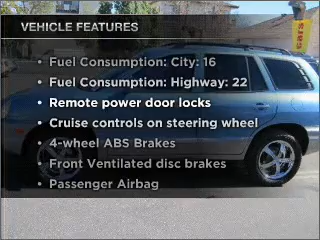 VEHICLE FEATURES
• Fuel Consumption: City: 16
• Fuel Consumption: Highway: 22
• Remote power door locks
• Cruise controls on steering wheel
• 4-wheel ABS Brakes
• Front Ventilated disc brakes
• Passenger Airbag
cars